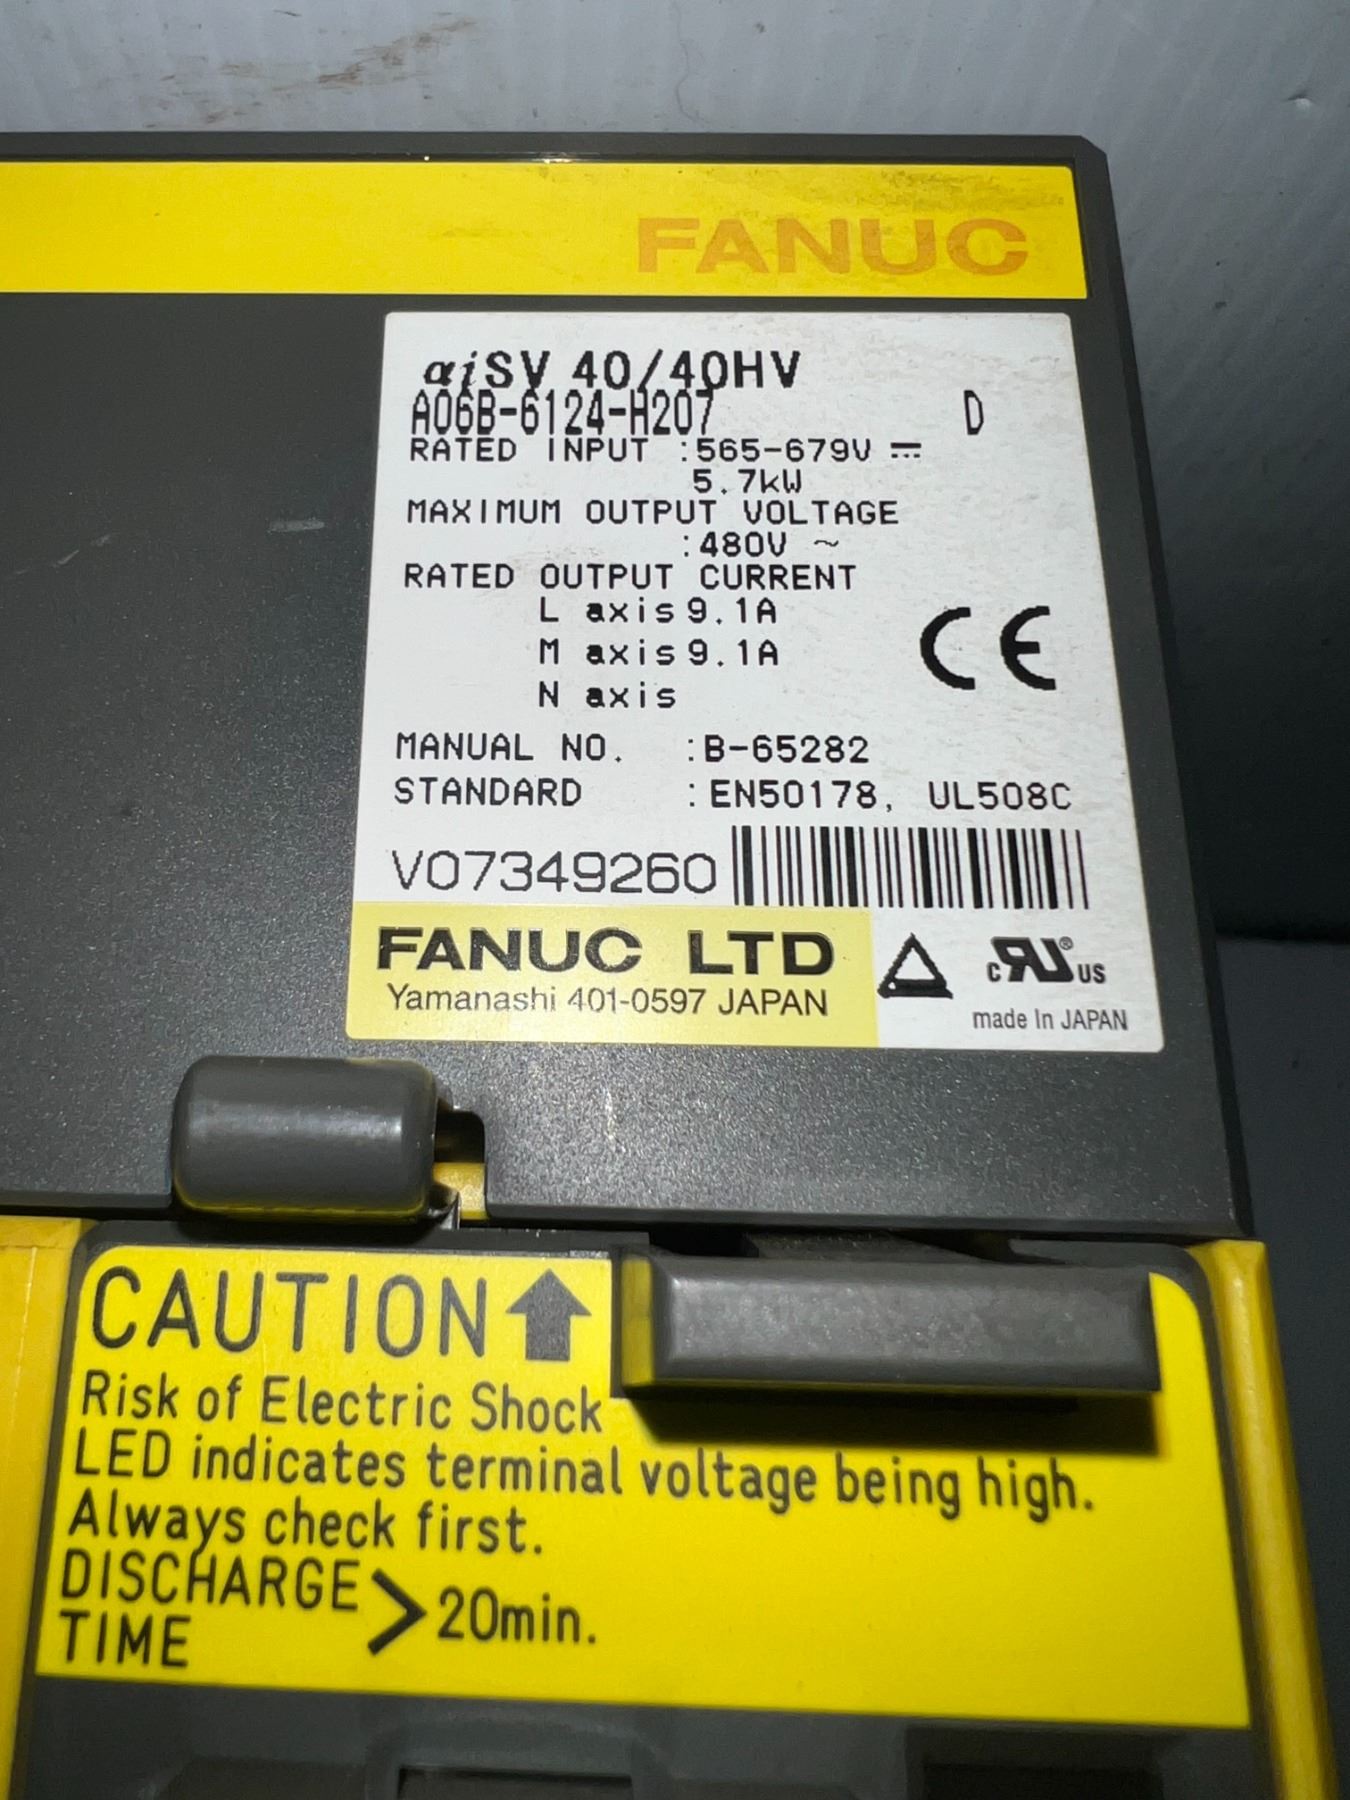 FANUC
αiSV 40/40HV
A06B-6124-H207 D
RATED INPUT :565-679V ⎓
5.7kW
MAXIMUM OUTPUT VOLTAGE
:480V ~
RATED OUTPUT CURRENT
L axis 9.1A
M axis 9.1A
N axis
CE
MANUAL NO. :B-65282
STANDARD :EN50178, UL508C
V07349260
FANUC LTD
Yamanashi 401-0597 JAPAN
c RU ® US
made In JAPAN
CAUTION
Risk of Electric Shock
LED indicates terminal voltage being high.
Always check first.
DISCHARGE
TIME > 20min.